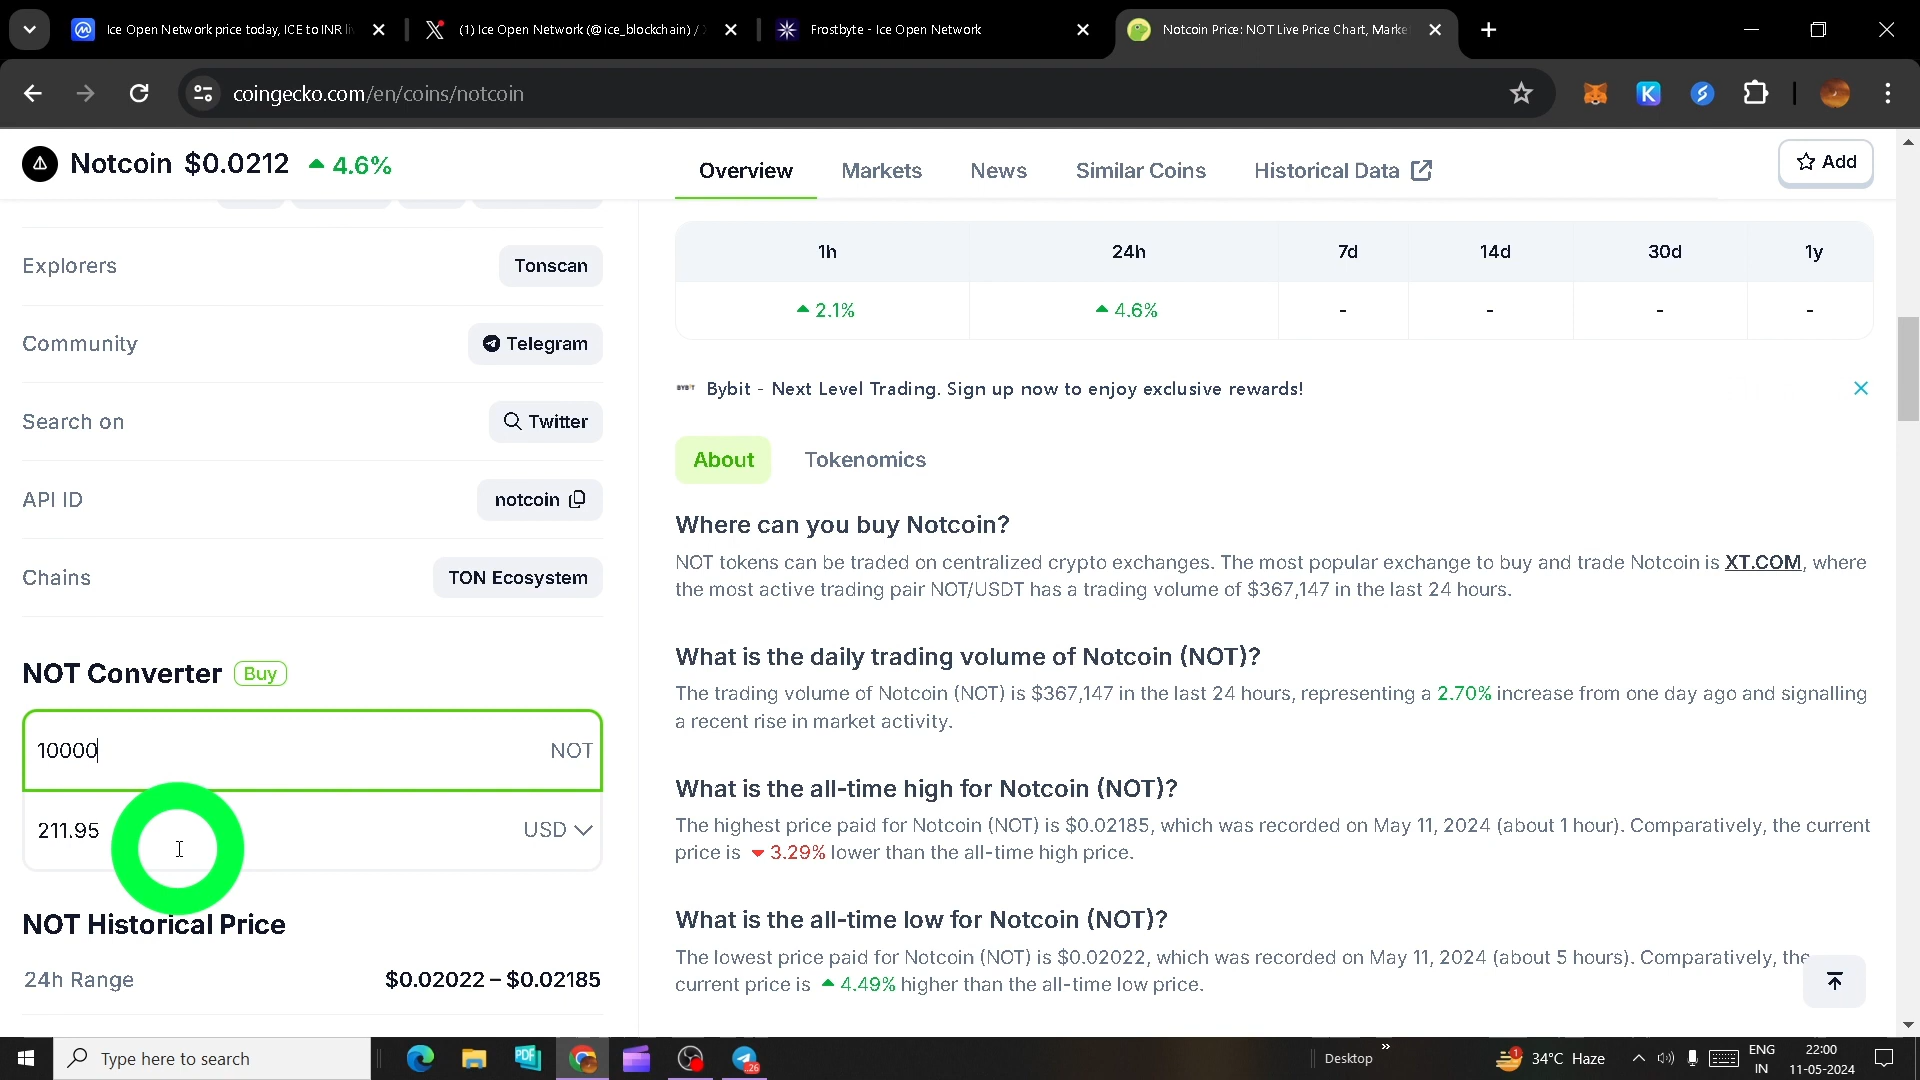 Ice Open Network price today, ICE to INR li
(1) Ice Open Network (@ice_blockchain) /
Frostbyte - Ice Open Network
Notcoin Price: NOT Live Price Chart, Marke
coingecko.com/en/coins/notcoin
Notcoin $0.0212 4.6%
Overview
Markets
News
Similar Coins
Historical Data
Add
Explorers
Tonscan
Community
Telegram
Search on
Twitter
API ID
notcoin
Chains
TON Ecosystem
NOT Converter Buy
10000 NOT
211.95 USD
NOT Historical Price
24h Range $0.02022 – $0.02185
1h 24h 7d 14d 30d 1y
2.1% 4.6% - - - -
BYBIT Bybit - Next Level Trading. Sign up now to enjoy exclusive rewards!
About
Tokenomics
Where can you buy Notcoin?
NOT tokens can be traded on centralized crypto exchanges. The most popular exchange to buy and trade Notcoin is XT.COM, where
the most active trading pair NOT/USDT has a trading volume of $367,147 in the last 24 hours.
What is the daily trading volume of Notcoin (NOT)?
The trading volume of Notcoin (NOT) is $367,147 in the last 24 hours, representing a 2.70% increase from one day ago and signalling
a recent rise in market activity.
What is the all-time high for Notcoin (NOT)?
The highest price paid for Notcoin (NOT) is $0.02185, which was recorded on May 11, 2024 (about 1 hour). Comparatively, the current
price is 3.29% lower than the all-time high price.
What is the all-time low for Notcoin (NOT)?
The lowest price paid for Notcoin (NOT) is $0.02022, which was recorded on May 11, 2024 (about 5 hours). Comparatively, the
current price is 4.49% higher than the all-time low price.
Type here to search
PDF
26
Desktop
1
34°C Haze
ENG
IN
22:00
11-05-2024